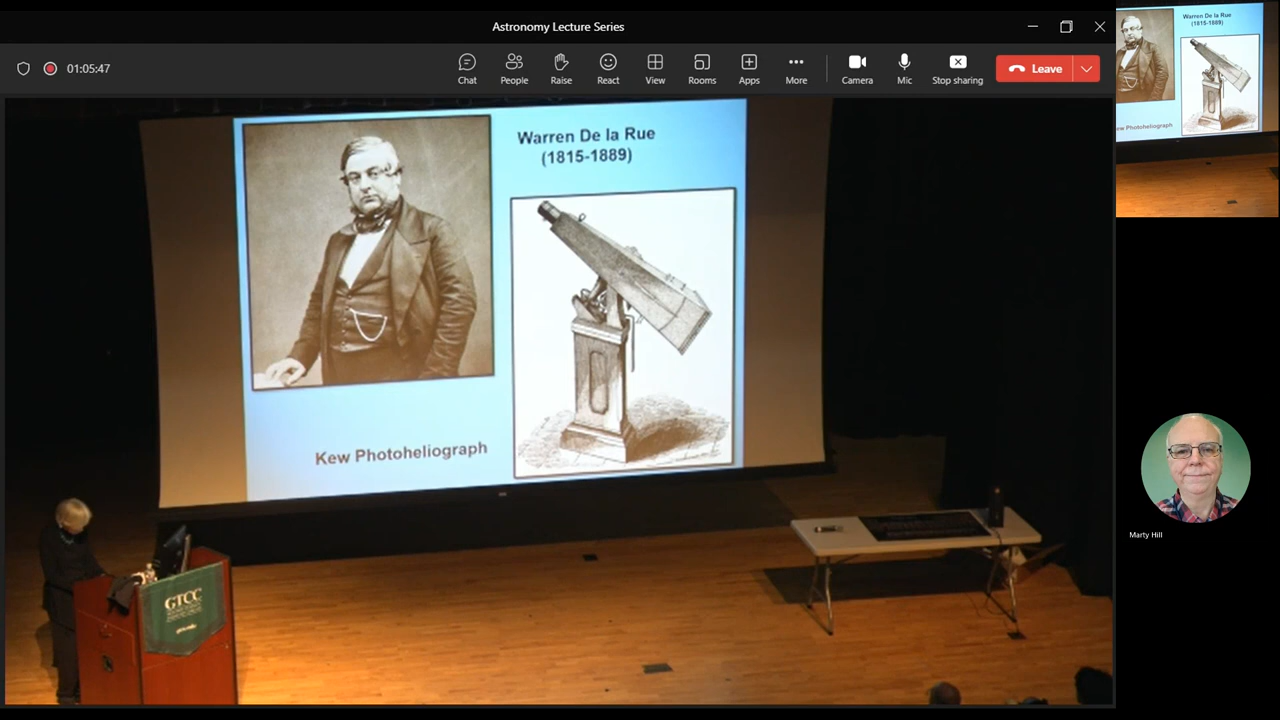 Astronomy Lecture Series
01:05:47
Chat
People
Raise
React
View
Rooms
Apps
More
Camera
Mic
Stop sharing
Leave
Warren De la Rue
(1815-1889)
Kew Photoheliograph
GTCC
Warren De la Rue
(1815-1889)
Kew Photoheliograph
Marty Hill